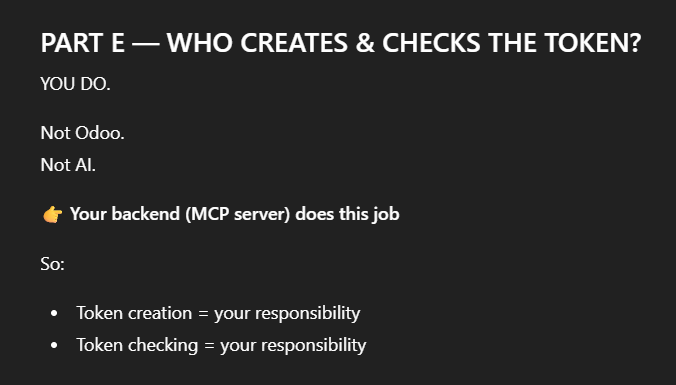 PART E — WHO CREATES & CHECKS THE TOKEN?
YOU DO.
Not Odoo.
Not AI.
👉 Your backend (MCP server) does this job
So:
• Token creation = your responsibility
• Token checking = your responsibility